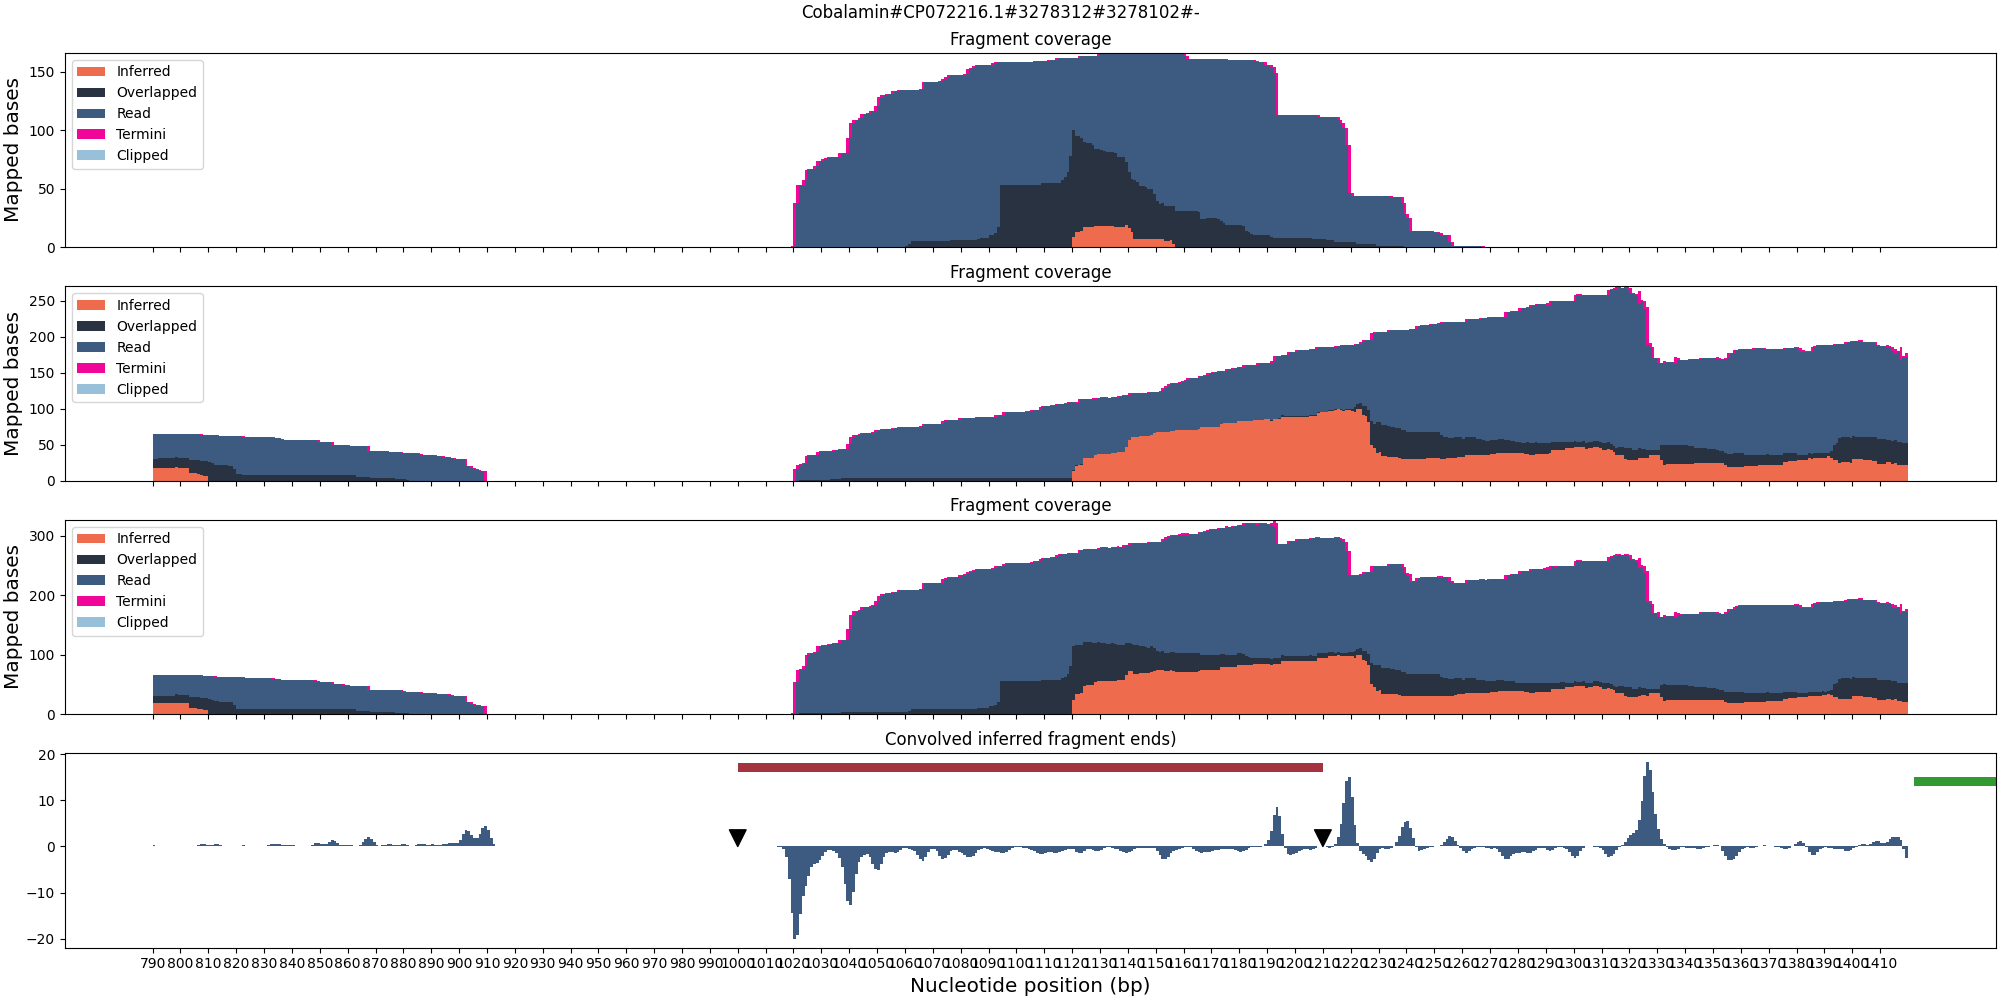 Cobalamin#CP072216.1#3278312#3278102#-
Fragment coverage
Mapped bases
150
100
50
0
Inferred
Overlapped
Read
Termini
Clipped
Fragment coverage
Mapped bases
250
200
150
100
50
0
Inferred
Overlapped
Read
Termini
Clipped
Fragment coverage
Mapped bases
300
200
100
0
Inferred
Overlapped
Read
Termini
Clipped
Convolved inferred fragment ends)
20
10
0
−10
−20
790 800 810 820 830 840 850 860 870 880 890 900 910 920 930 940 950 960 970 980 990 1000 1010 1020 1030 1040 1050 1060 1070 1080 1090 1100 1110 1120 1130 1140 1150 1160 1170 1180 1190 1200 1210 1220 1230 1240 1250 1260 1270 1280 1290 1300 1310 1320 1330 1340 1350 1360 1370 1380 1390 1400 1410
Nucleotide position (bp)